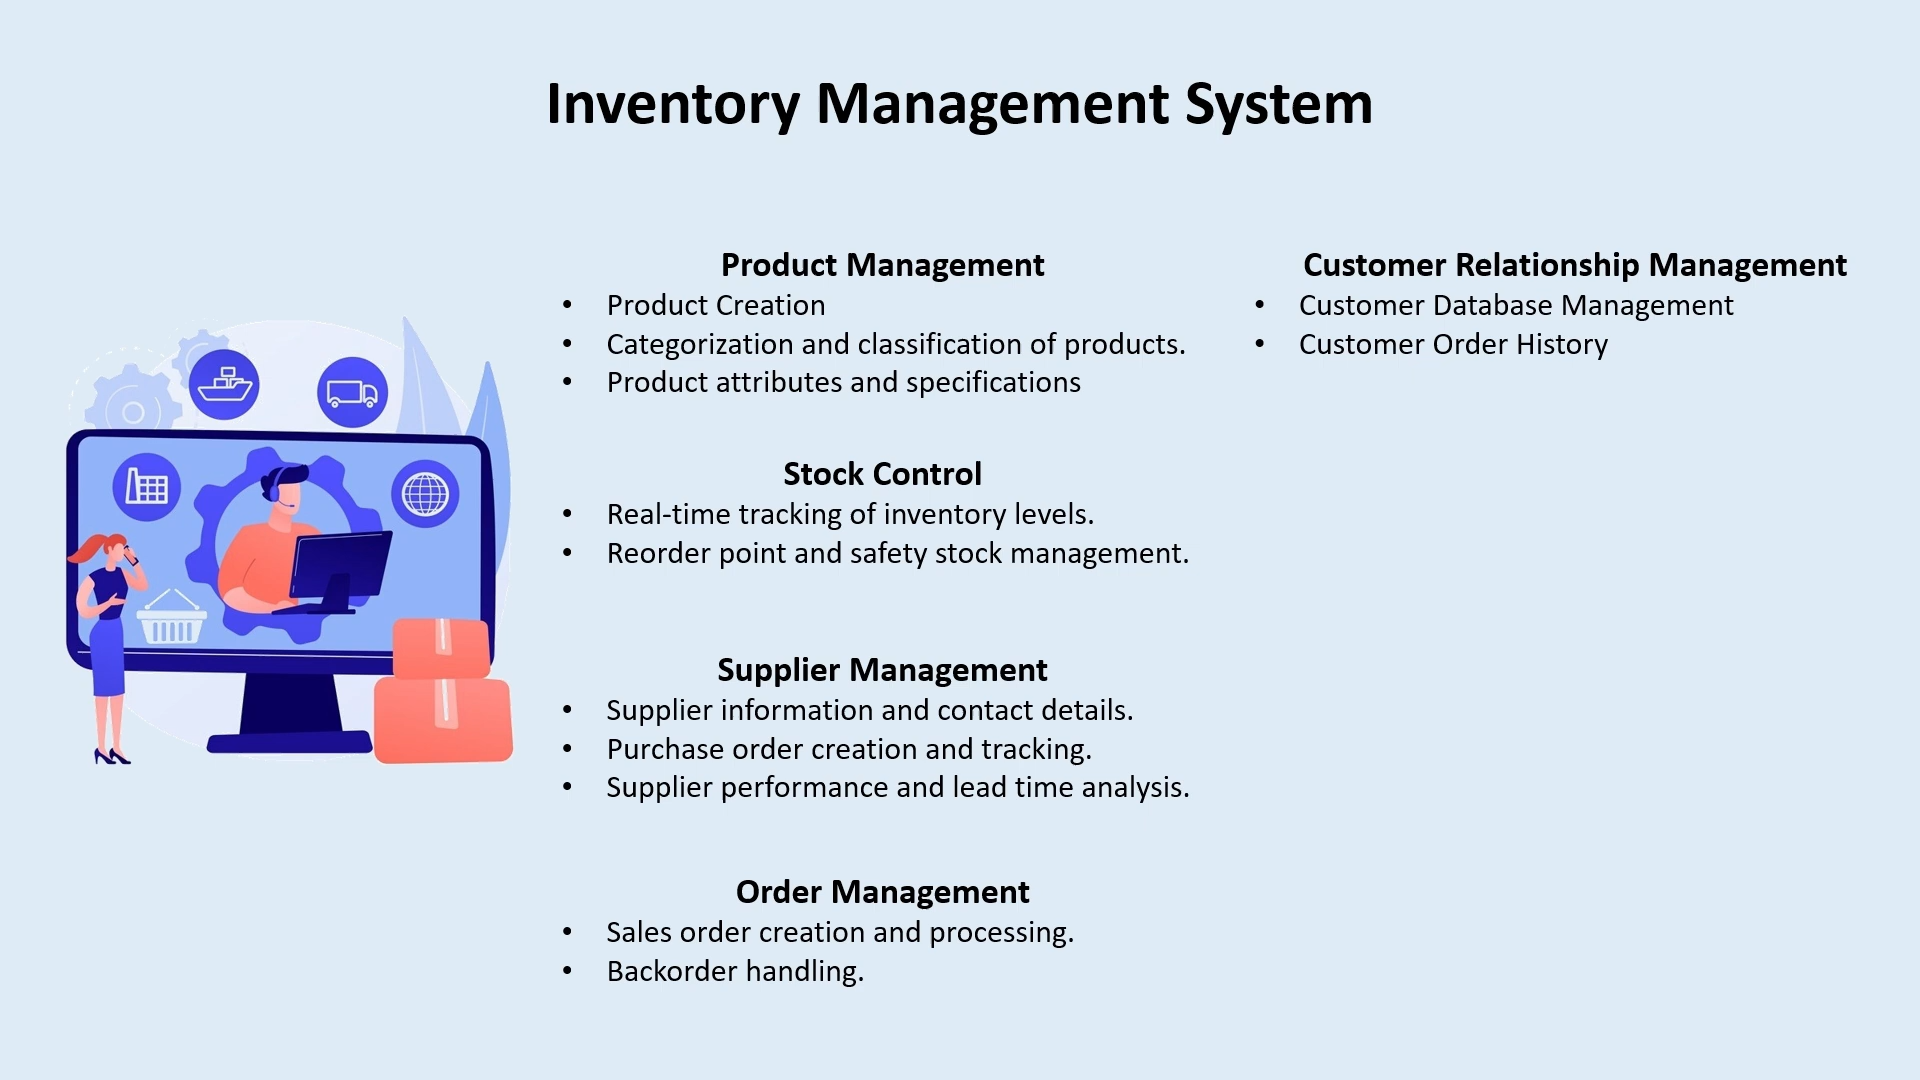 Inventory Management System
Product Management
• Product Creation
• Categorization and classification of products.
• Product attributes and specifications
Stock Control
• Real-time tracking of inventory levels.
• Reorder point and safety stock management.
Supplier Management
• Supplier information and contact details.
• Purchase order creation and tracking.
• Supplier performance and lead time analysis.
Order Management
• Sales order creation and processing.
• Backorder handling.
Customer Relationship Management
• Customer Database Management
• Customer Order History